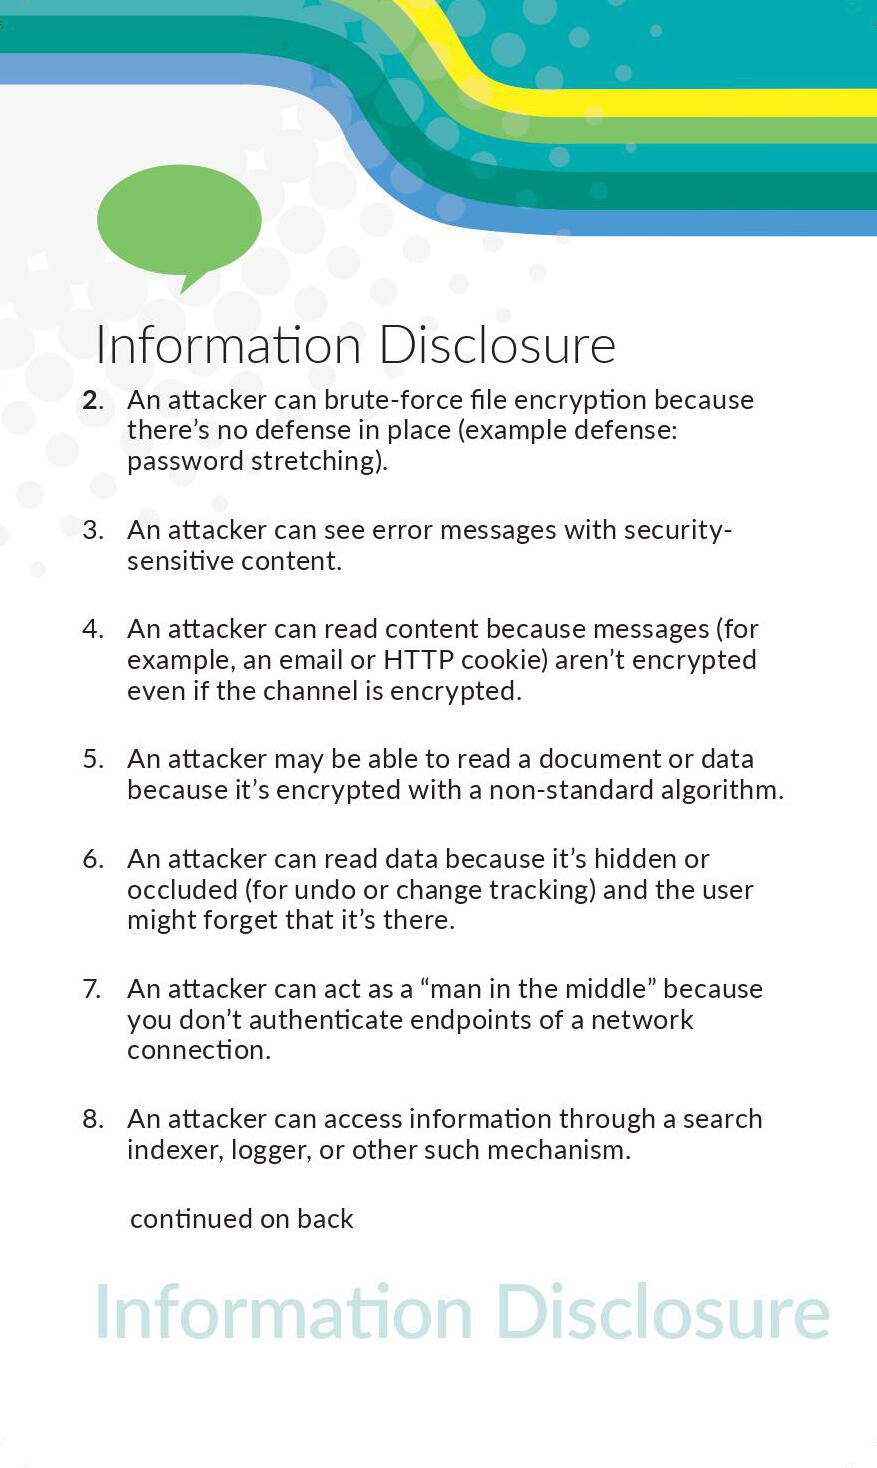 Information Disclosure
2. An attacker can brute-force file encryption because
there’s no defense in place (example defense:
password stretching).
3. An attacker can see error messages with security-
sensitive content.
4. An attacker can read content because messages (for
example, an email or HTTP cookie) aren’t encrypted
even if the channel is encrypted.
5. An attacker may be able to read a document or data
because it’s encrypted with a non-standard algorithm.
6. An attacker can read data because it’s hidden or
occluded (for undo or change tracking) and the user
might forget that it’s there.
7. An attacker can act as a “man in the middle” because
you don’t authenticate endpoints of a network
connection.
8. An attacker can access information through a search
indexer, logger, or other such mechanism.
continued on back
Information Disclosure